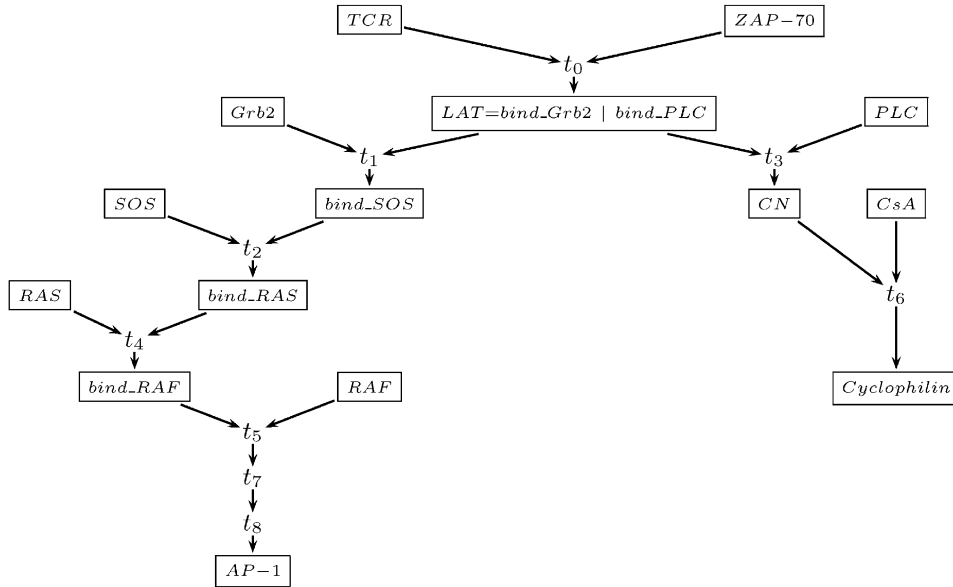 TCR ZAP−70
t0
Grb2 LAT=bind_Grb2 | bind_PLC PLC
t1 t3
SOS bind_SOS CN CsA
t2
RAS bind_RAS t6
t4
bind_RAF RAF Cyclophilin
t5
t7
t8
AP−1